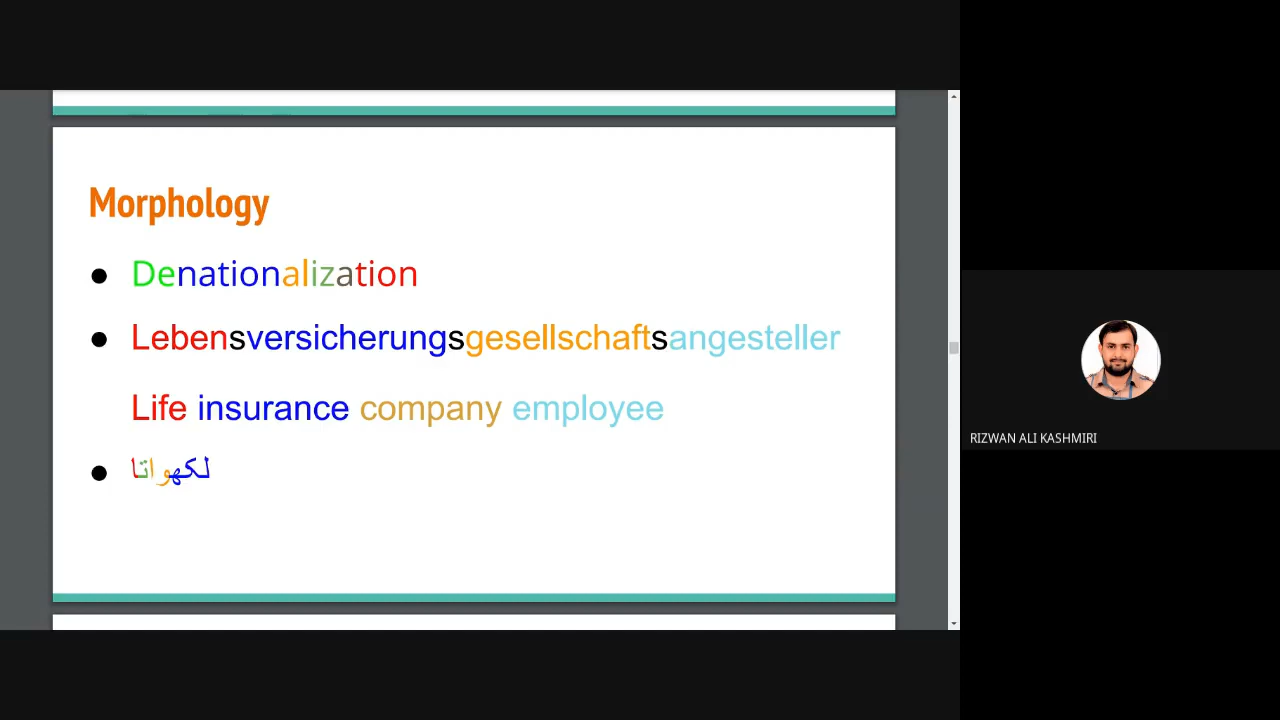 Morphology
● Denationalization
● Lebensversicherungsgesellschaftsangesteller
Life insurance company employee
● لکھواتا
RIZWAN ALI KASHMIRI